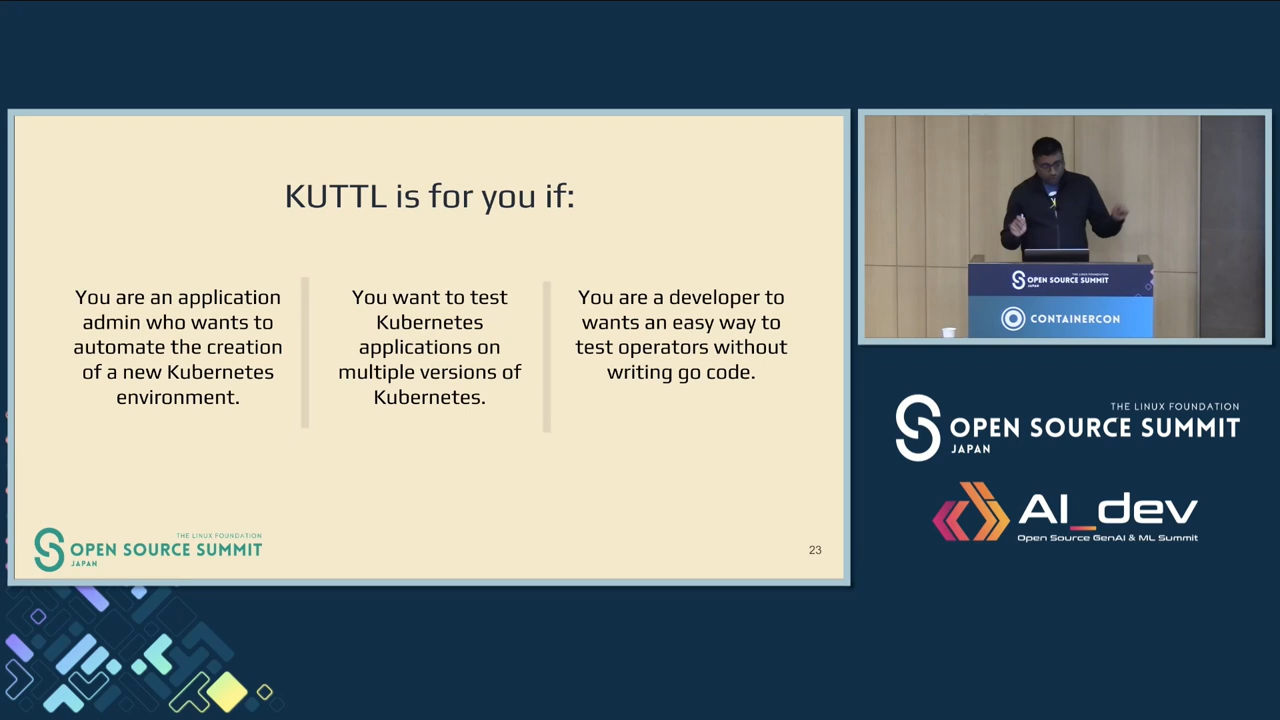 KUTTL is for you if:
You are an application
admin who wants to
automate the creation
of a new Kubernetes
environment.
You want to test
Kubernetes
applications on
multiple versions of
Kubernetes.
You are a developer to
wants an easy way to
test operators without
writing go code.
THE LINUX FOUNDATION
OPEN SOURCE SUMMIT
JAPAN
23
THE LINUX FOUNDATION
OPEN SOURCE SUMMIT
JAPAN
CONTAINERCON
THE LINUX FOUNDATION
OPEN SOURCE SUMMIT
JAPAN
AI_dev
Open Source GenAI & ML Summit